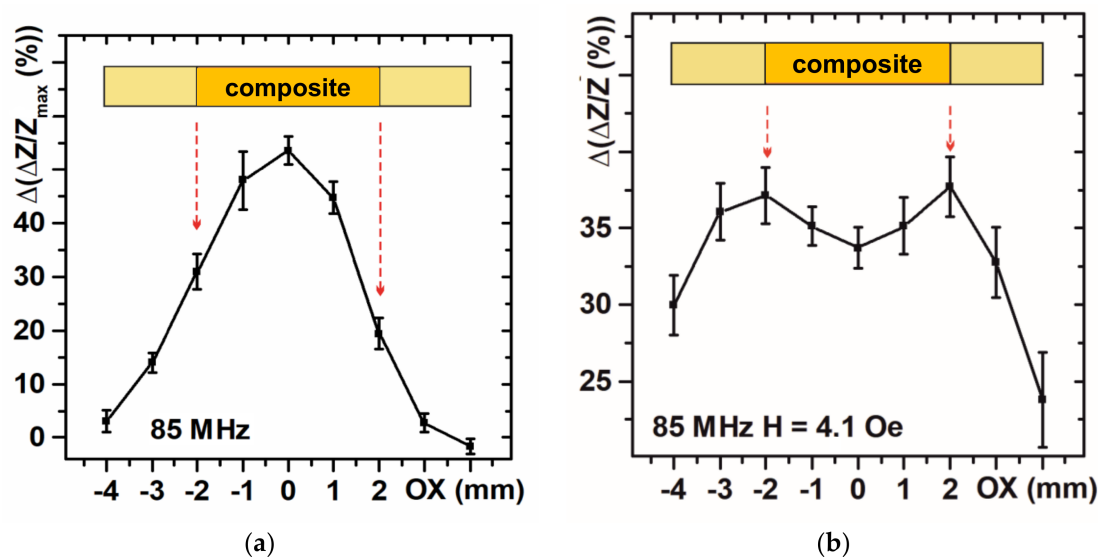 Δ(ΔZ/Zmax (%))
composite
40
30
20
10
0
85 MHz
-4 -3 -2 -1 0 1 2 OX (mm)
(a)
Δ(ΔZ/Z (%)
composite
35
30
25
85 MHz H = 4.1 Oe
-4 -3 -2 -1 0 1 2 OX (mm)
(b)